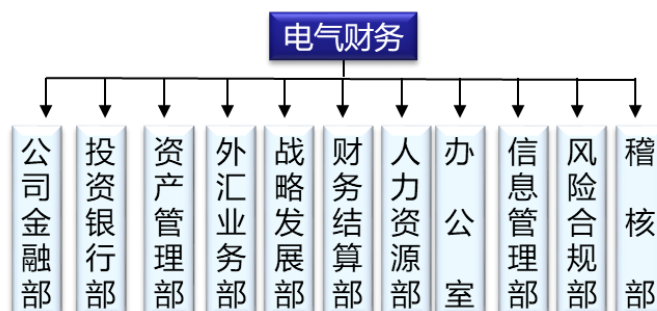 电气财务
公司金融部
投资银行部
资产管理部
外汇业务部
战略发展部
财务结算部
人力资源部
办公室
信息管理部
风险合规部
稽核部